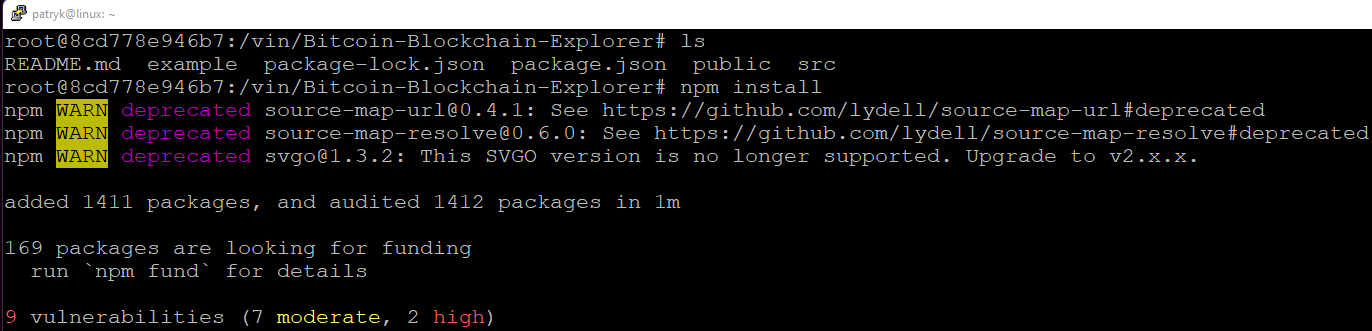 patryk@linux: ~
root@8cd778e946b7:/vin/Bitcoin-Blockchain-Explorer# ls
README.md  example  package-lock.json  package.json  public  src
root@8cd778e946b7:/vin/Bitcoin-Blockchain-Explorer# npm install
npm WARN deprecated source-map-url@0.4.1: See https://github.com/lydell/source-map-url#deprecated
npm WARN deprecated source-map-resolve@0.6.0: See https://github.com/lydell/source-map-resolve#deprecated
npm WARN deprecated svgo@1.3.2: This SVGO version is no longer supported. Upgrade to v2.x.x.
added 1411 packages, and audited 1412 packages in 1m
169 packages are looking for funding
  run `npm fund` for details
9 vulnerabilities (7 moderate, 2 high)